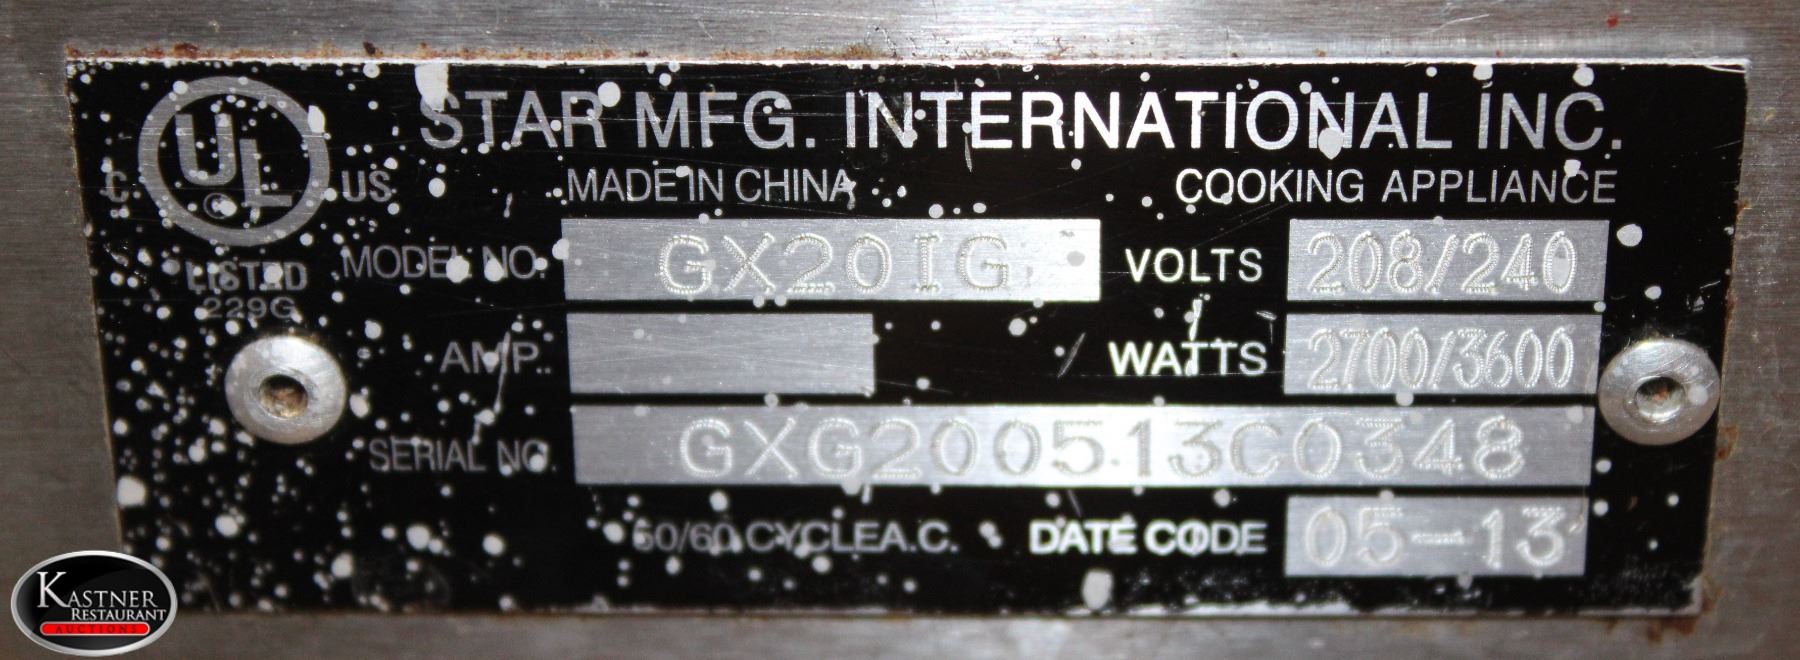 STAR MFG. INTERNATIONAL INC.
C UL US
MADE IN CHINA COOKING APPLIANCE
LISTED
229G
MODEL NO. GX20IG VOLTS 208/240
AMP. WATTS 2700/3600
SERIAL NO. GXG200513C0348
50/60 CYCLE A.C. DATE CODE 05-13
KASTNER
RESTAURANT
AUCTIONS